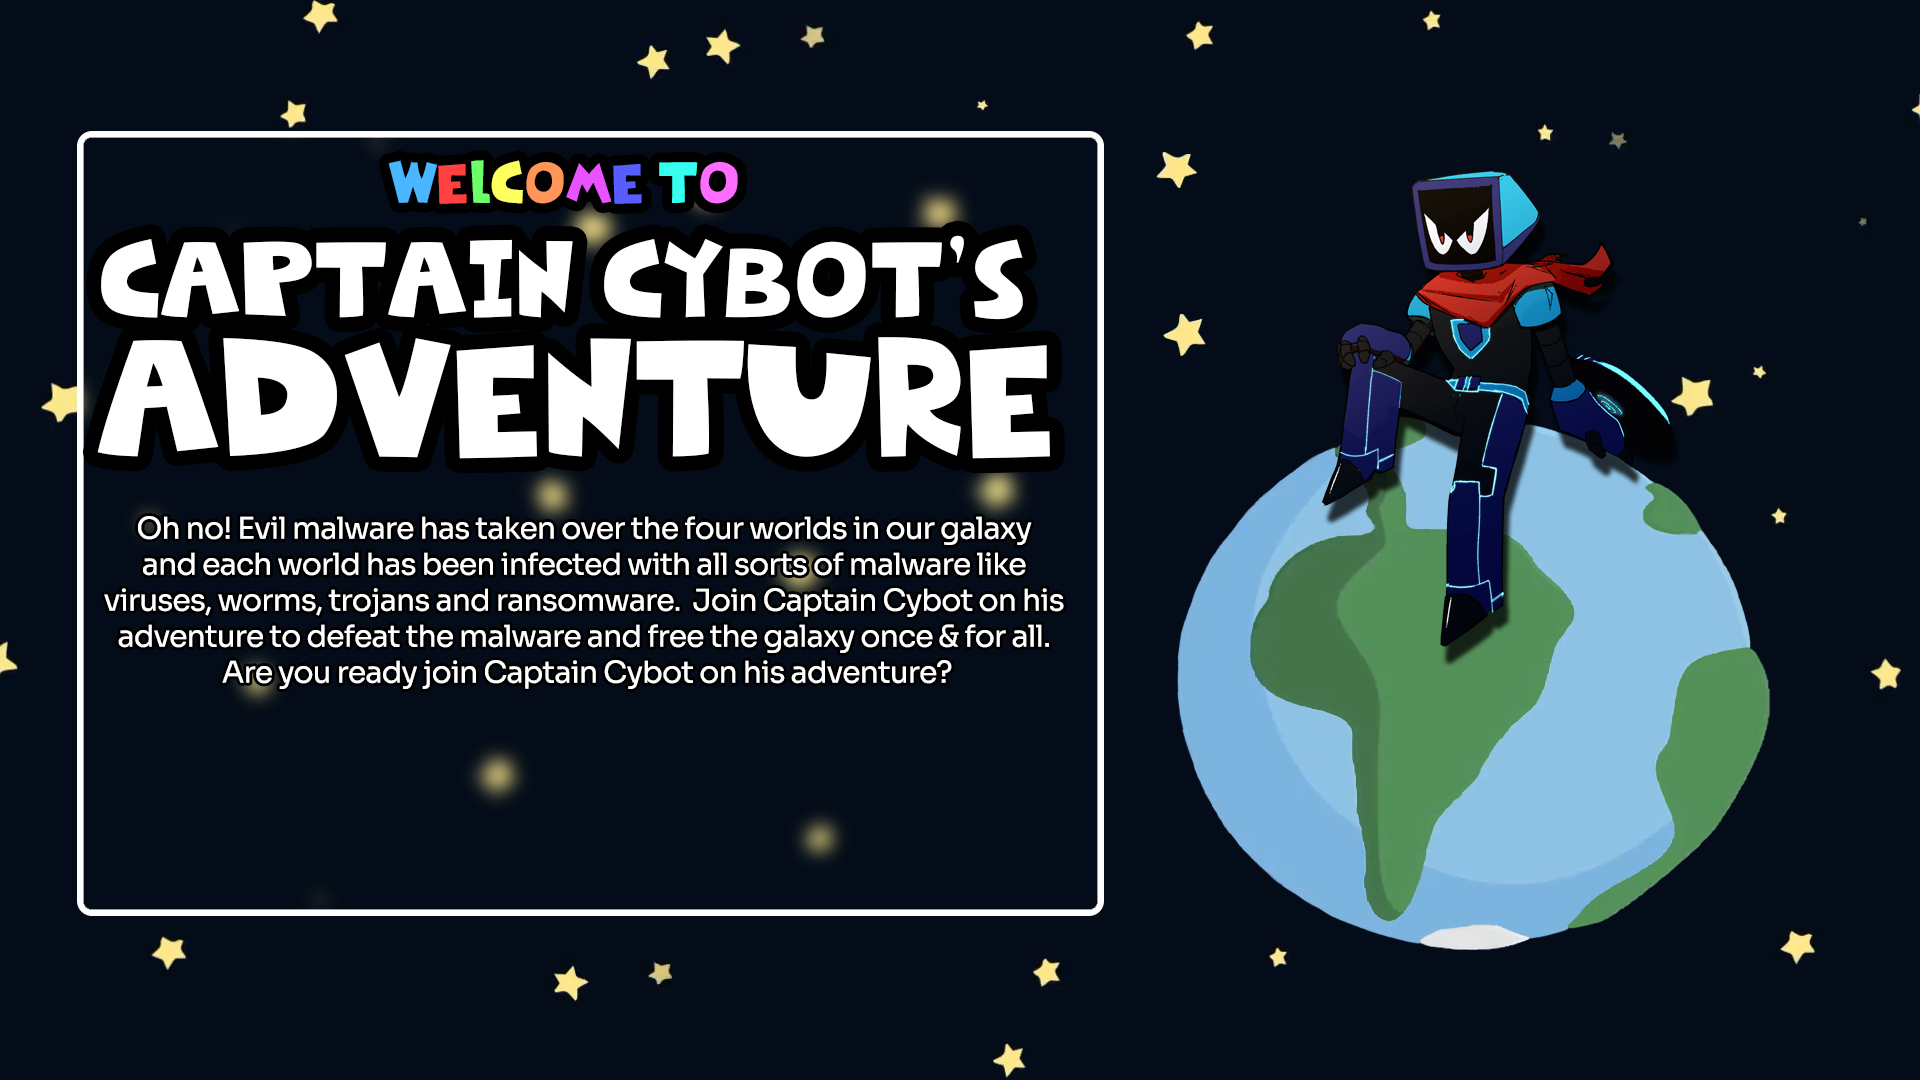 WELCOME TO
CAPTAIN CYBOT'S
ADVENTURE
Oh no! Evil malware has taken over the four worlds in our galaxy
and each world has been infected with all sorts of malware like
viruses, worms, trojans and ransomware.  Join Captain Cybot on his
adventure to defeat the malware and free the galaxy once & for all.
Are you ready join Captain Cybot on his adventure?